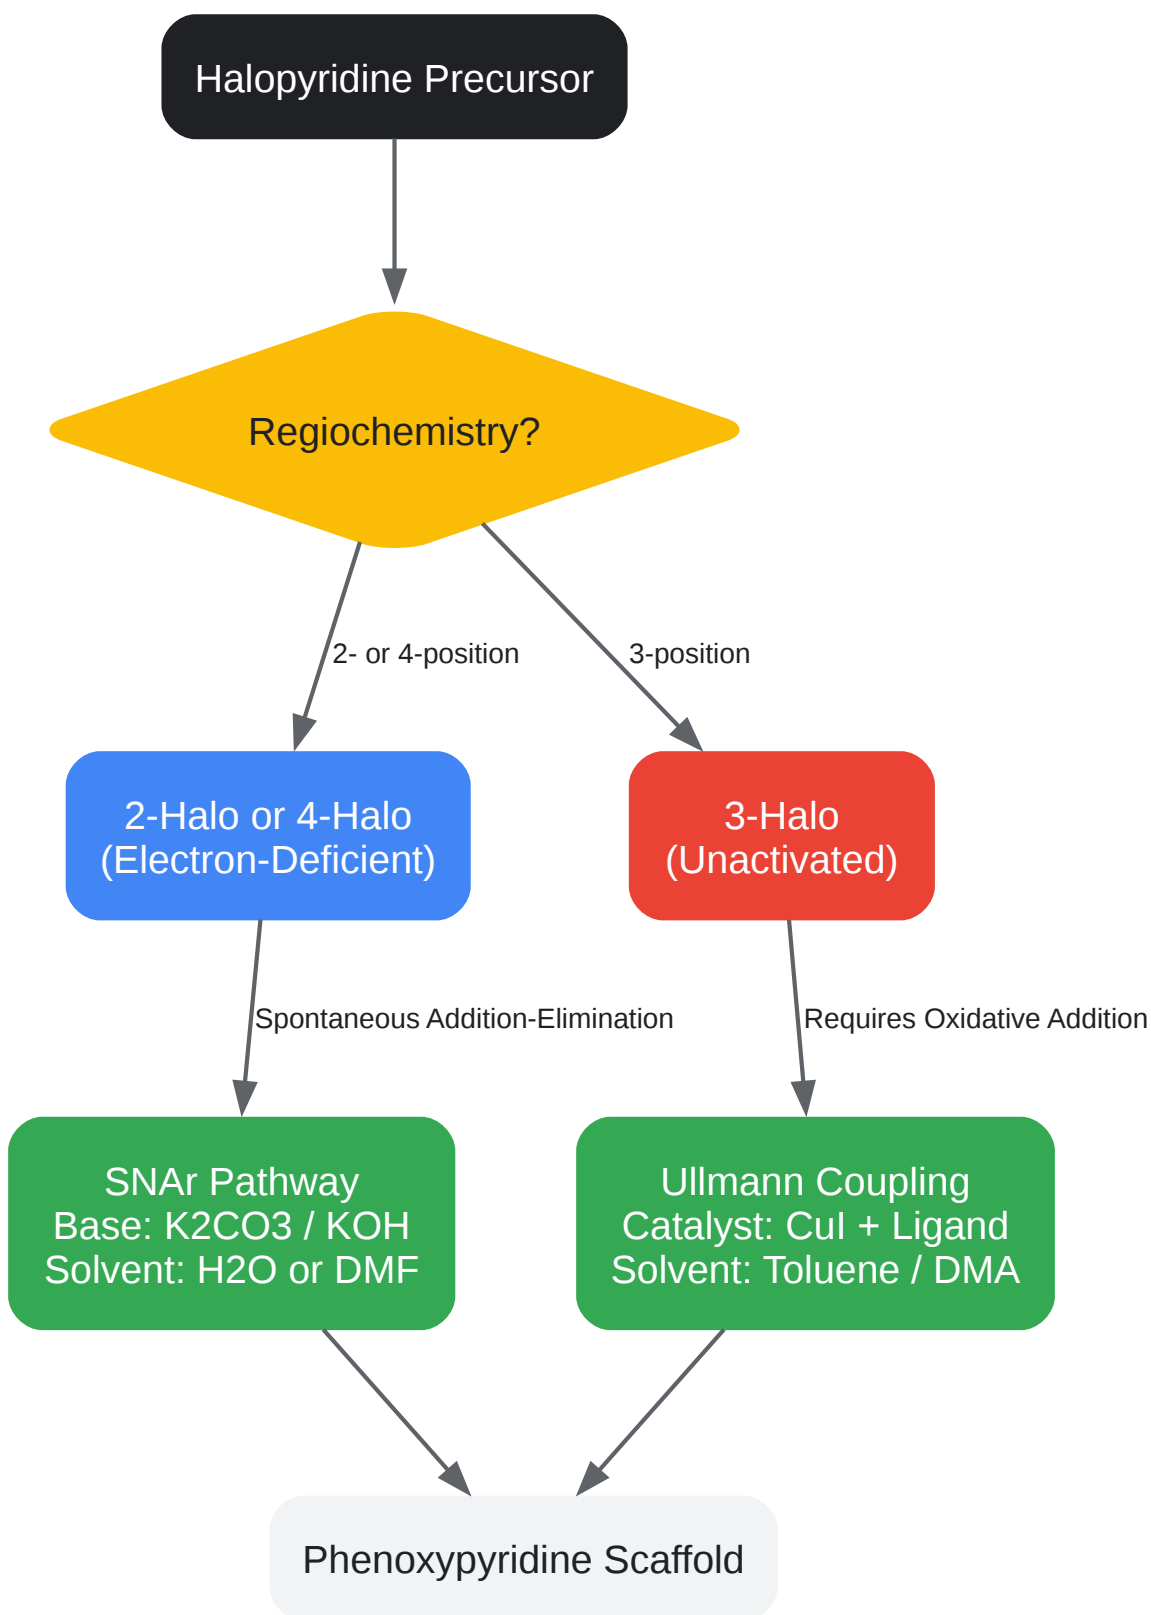 Halopyridine Precursor
Regiochemistry?
2- or 4-position
3-position
2-Halo or 4-Halo
(Electron-Deficient)
3-Halo
(Unactivated)
Spontaneous Addition-Elimination
Requires Oxidative Addition
SNAr Pathway
Base: K2CO3 / KOH
Solvent: H2O or DMF
Ullmann Coupling
Catalyst: CuI + Ligand
Solvent: Toluene / DMA
Phenoxypyridine Scaffold